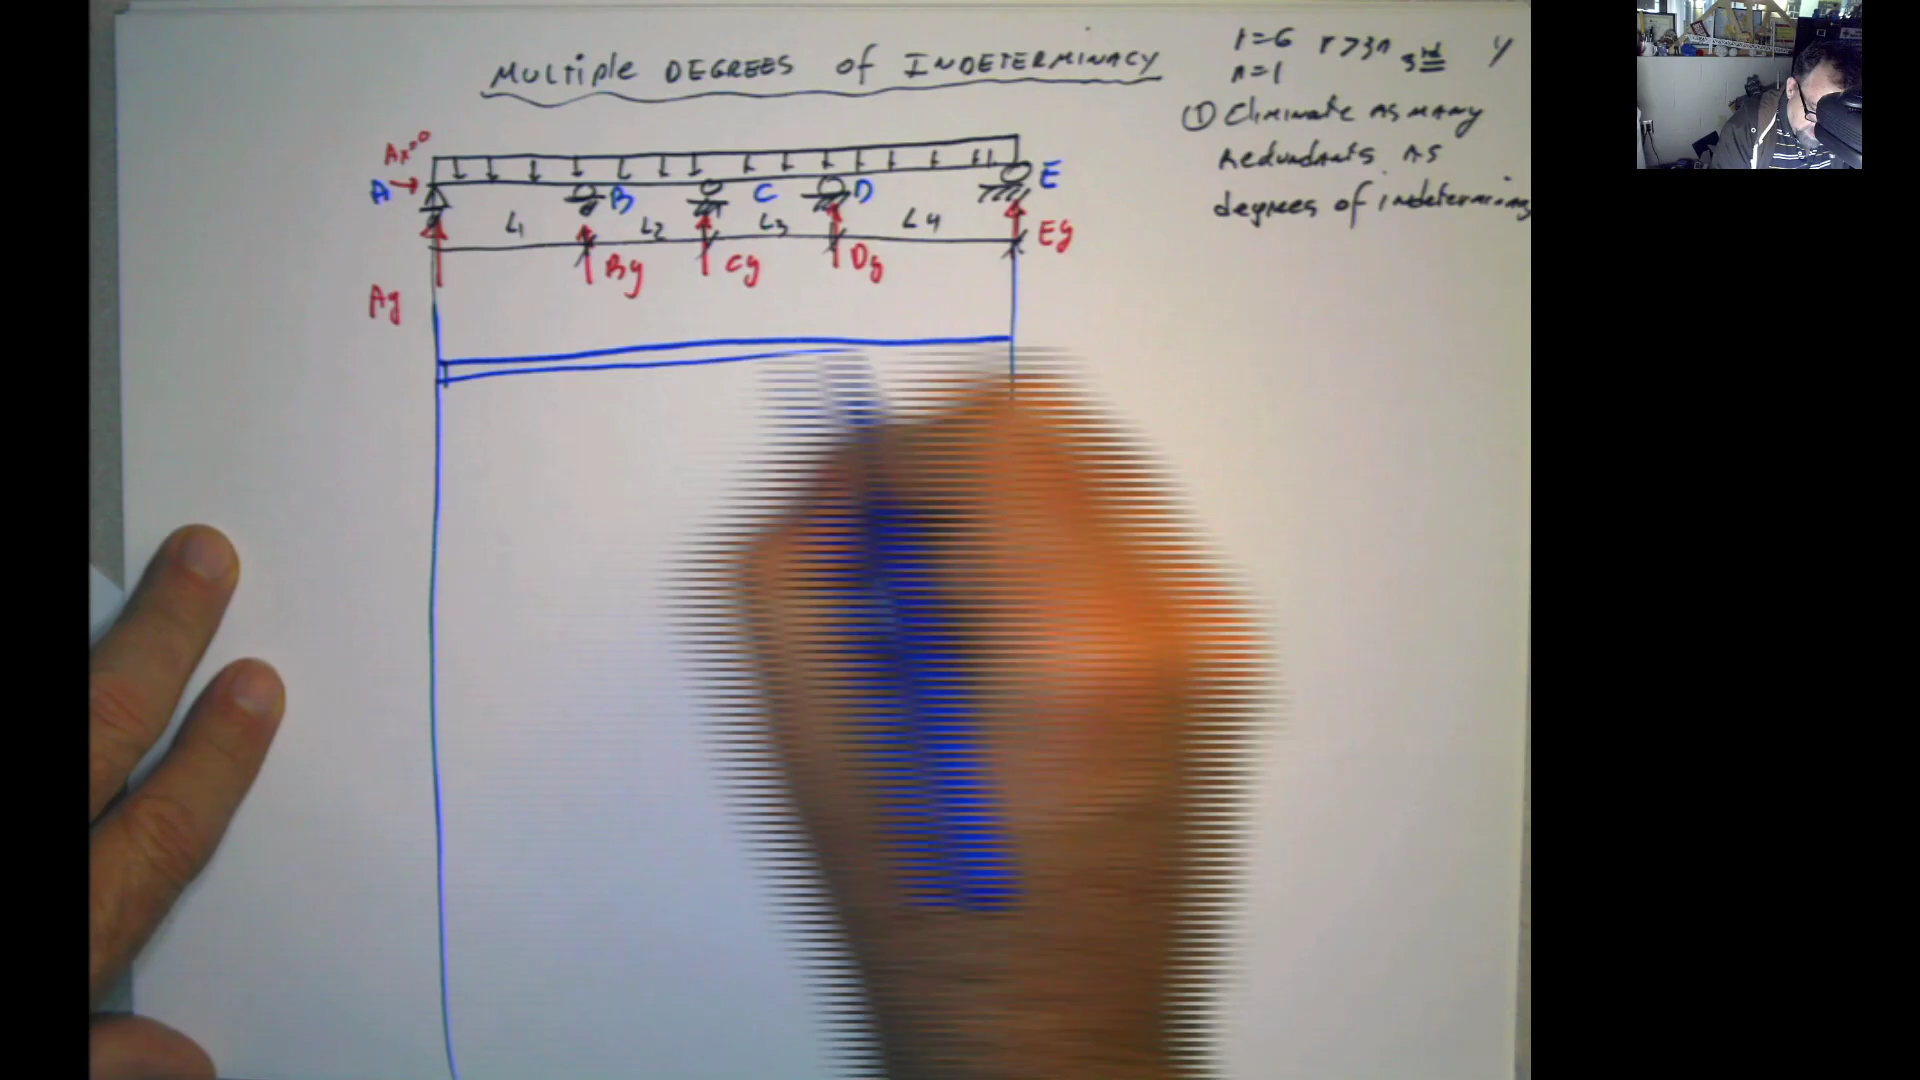 MULTIPLE DEGREES of INDETERMINACY
r=6 r>3n 3rd
n=1
① Eliminate AS MANY
Redundants AS
degrees of indeterminacy
Ax=0
A B C D E
L1 L2 L3 L4
Ay By Cy Dy Ey